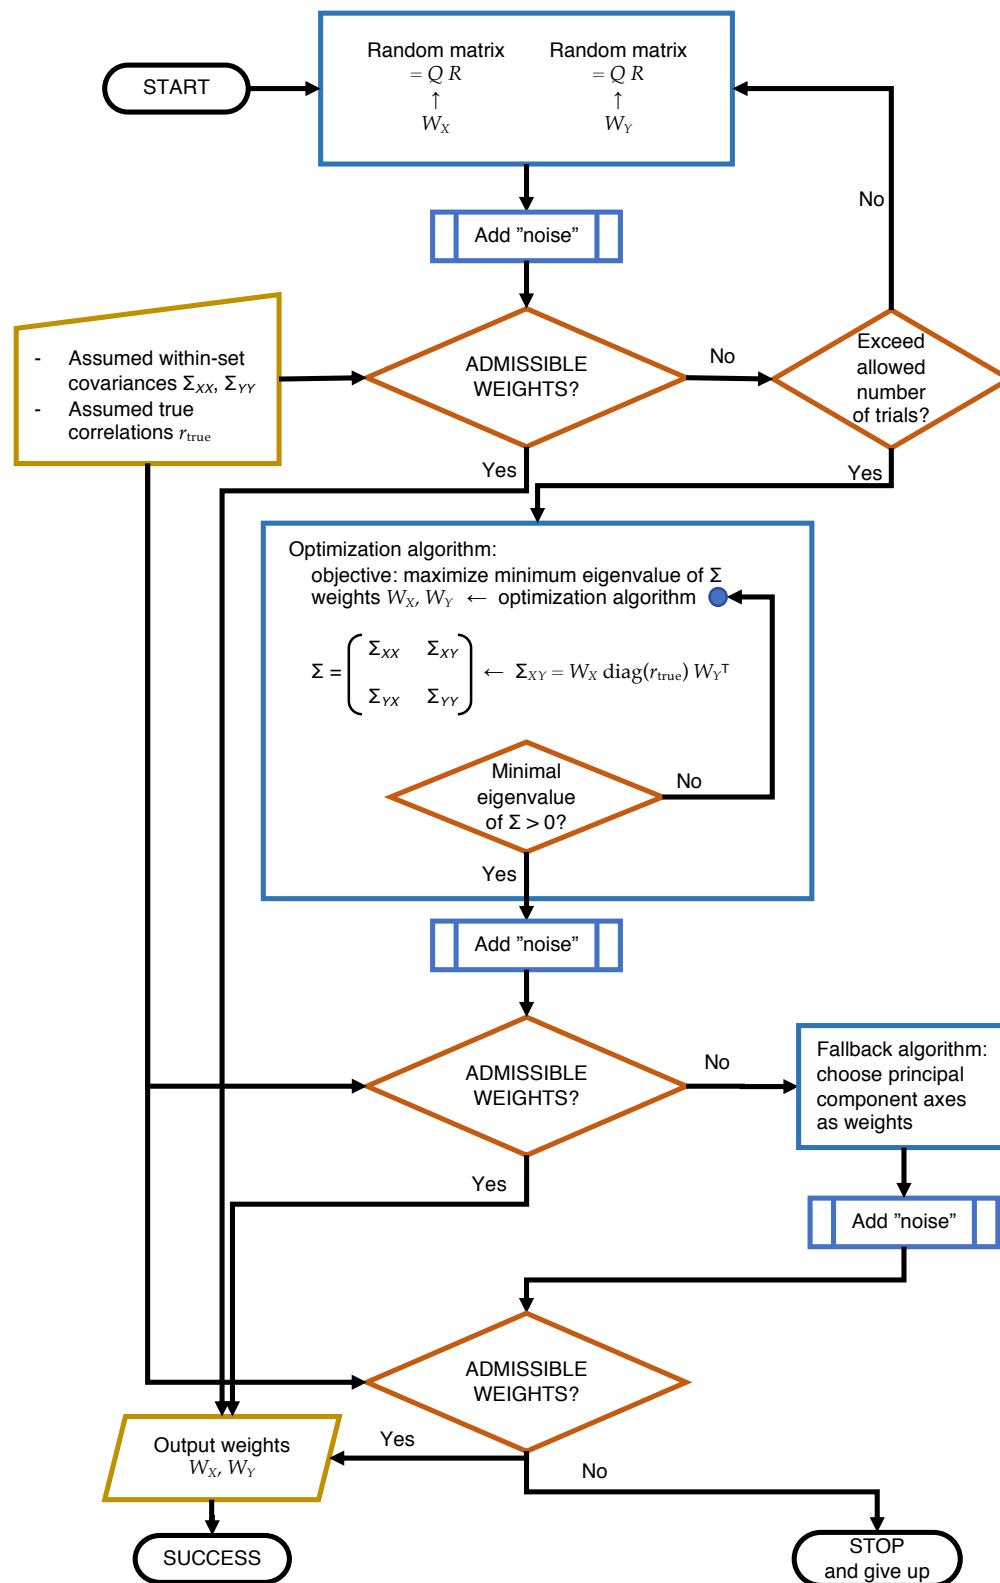 START
Random matrix
= Q R
↑
W_X
Random matrix
= Q R
↑
W_Y
No
Add ”noise”
- Assumed within-set
covariances Σ_XX, Σ_YY
- Assumed true
correlations r_true
ADMISSIBLE
WEIGHTS?
No
Exceed
allowed
number
of trials?
Yes
Yes
Optimization algorithm:
objective: maximize minimum eigenvalue of Σ
weights W_X, W_Y ← optimization algorithm
Σ = ( Σ_XX Σ_XY
Σ_YX Σ_YY ) ← Σ_XY = W_X diag(r_true) W_Y^T
Minimal
eigenvalue
of Σ > 0?
No
Yes
Add ”noise”
ADMISSIBLE
WEIGHTS?
No
Fallback algorithm:
choose principal
component axes
as weights
Yes
Add ”noise”
ADMISSIBLE
WEIGHTS?
Yes
No
Output weights
W_X, W_Y
SUCCESS
STOP
and give up